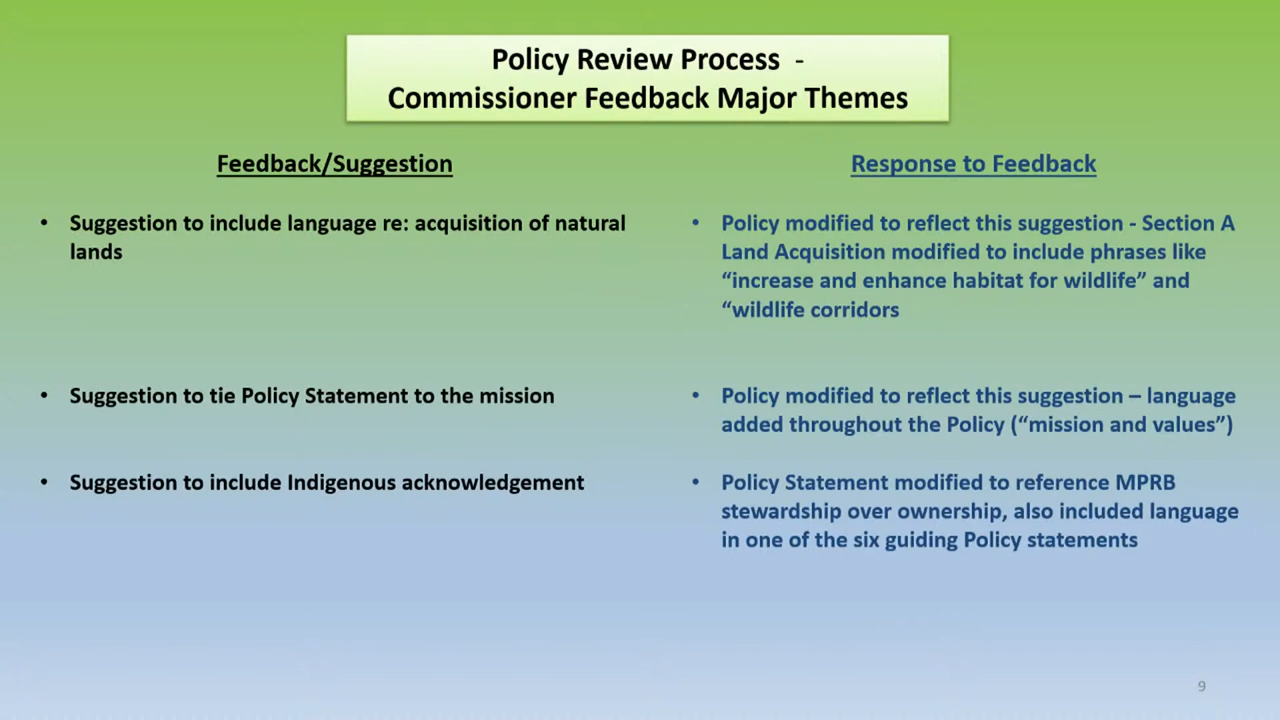 Policy Review Process -
Commissioner Feedback Major Themes
Feedback/Suggestion
• Suggestion to include language re: acquisition of natural
lands
• Suggestion to tie Policy Statement to the mission
• Suggestion to include Indigenous acknowledgement
Response to Feedback
• Policy modified to reflect this suggestion - Section A
Land Acquisition modified to include phrases like
“increase and enhance habitat for wildlife” and
“wildlife corridors
• Policy modified to reflect this suggestion – language
added throughout the Policy (“mission and values”)
• Policy Statement modified to reference MPRB
stewardship over ownership, also included language
in one of the six guiding Policy statements
9